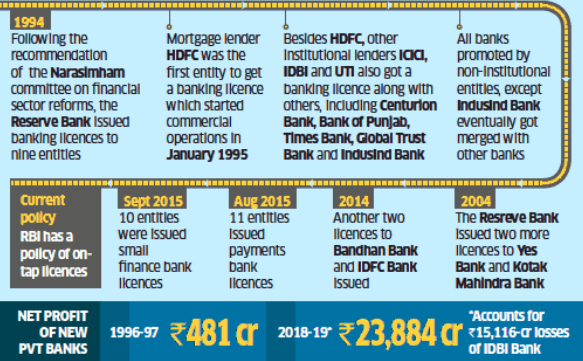 1994
Following the
recommendation
of the Narasimham
committee on financial
sector reforms, the
Reserve Bank issued
banking licences to
nine entities
Mortgage lender
HDFC was the
first entity to get
a banking licence
which started
commercial
operations in
January 1995
Besides HDFC, other
institutional lenders ICICI,
IDBI and UTI also got a
banking licence along with
others, including Centurion
Bank, Bank of Punjab,
Times Bank, Global Trust
Bank and IndusInd Bank
All banks
promoted by
non-institutional
entities, except
IndusInd Bank
eventually got
merged with
other banks
2004
The Resreve Bank
issued two more
licences to Yes
Bank and Kotak
Mahindra Bank
2014
Another two
licences to
Bandhan Bank
and IDFC Bank
issued
Aug 2015
11 entities
issued
payments
bank
licences
Sept 2015
10 entities
were issued
small
finance bank
licences
Current
policy
RBI has a
policy of on-
tap licences
NET PROFIT
OF NEW
PVT BANKS
1996-97 ₹481 cr
2018-19* ₹23,884 cr
*Accounts for
₹15,116-cr losses
of IDBI Bank